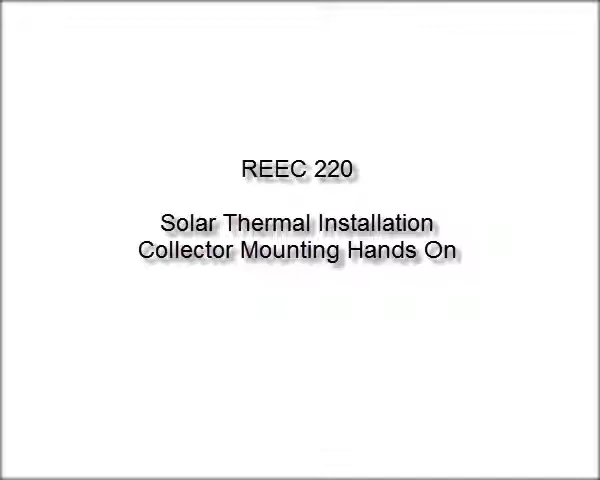 REEC 220
Solar Thermal Installation
Collector Mounting Hands On